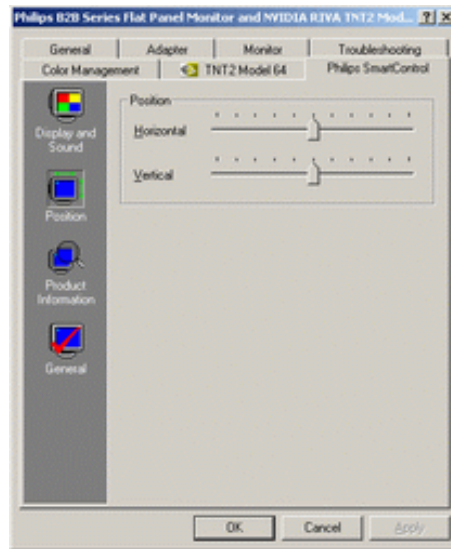 Philips B2B Series Flat Panel Monitor and NVIDIA RIVA TNT2 Mod...
General Adapter Monitor Troubleshooting
Color Management TNT2 Model 64 Philips SmartControl
Display and
Sound
Position
Product
Information
General
Position
Horizontal
Vertical
OK Cancel Apply